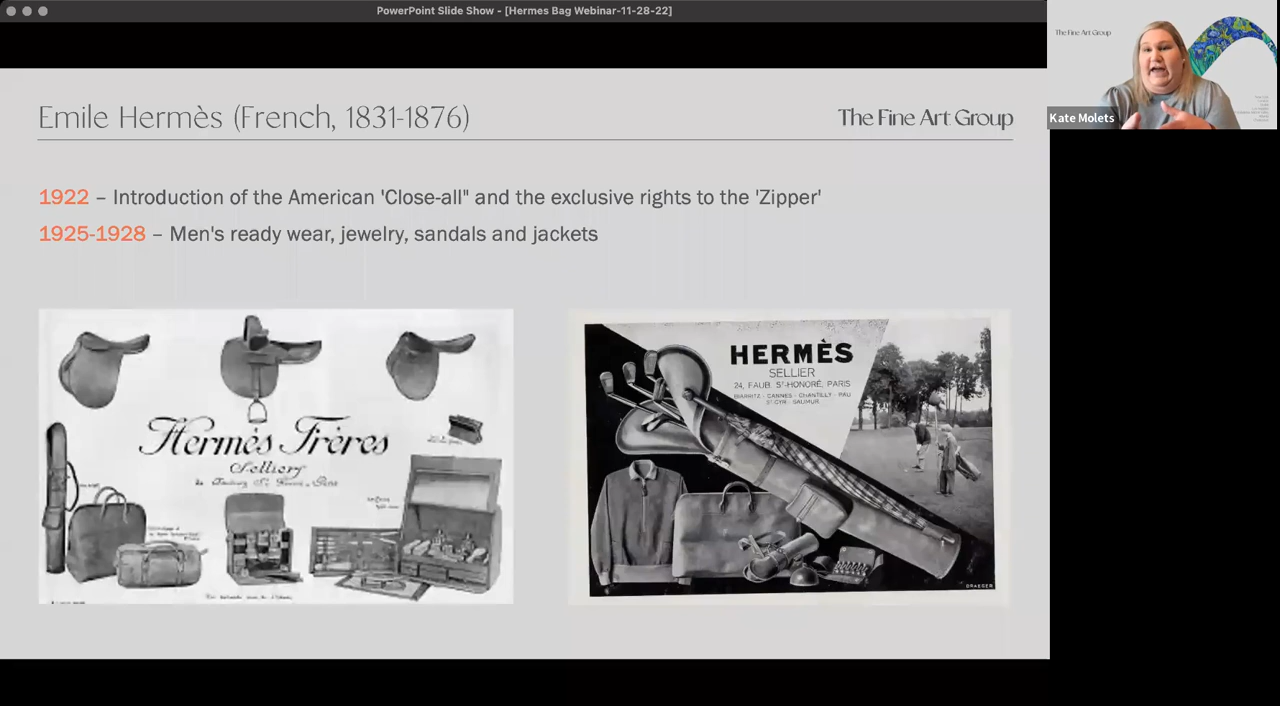 PowerPoint Slide Show - [Hermes Bag Webinar-11-28-22]
The Fine Art Group
Kate Molets
Emile Hermès (French, 1831-1876)
The Fine Art Group
1922 – Introduction of the American 'Close-all" and the exclusive rights to the 'Zipper'
1925-1928 – Men's ready wear, jewelry, sandals and jackets
Hermès Frères
Selliers
HERMÈS
SELLIER
24, FAUB. ST-HONORÉ, PARIS
BIARRITZ - CANNES - CHANTILLY - PAU
ST CYR - SAUMUR.
DRAEGER